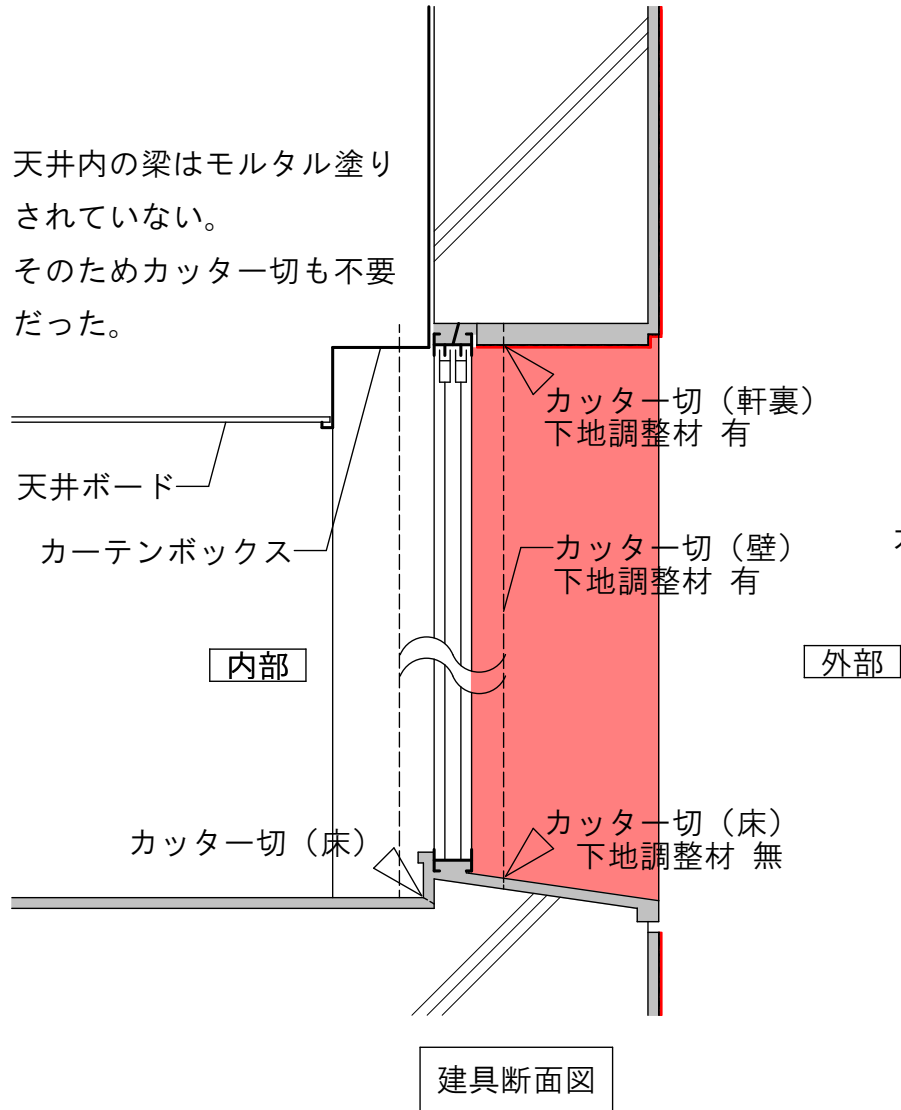 天井内の梁はモルタル塗り
されていない。
そのためカッター切も不要
だった。
カッター切（軒裏）
下地調整材 有
天井ボード
カーテンボックス
カッター切（壁）
下地調整材 有
内部
外部
カッター切（床）
カッター切（床）
下地調整材 無
建具断面図